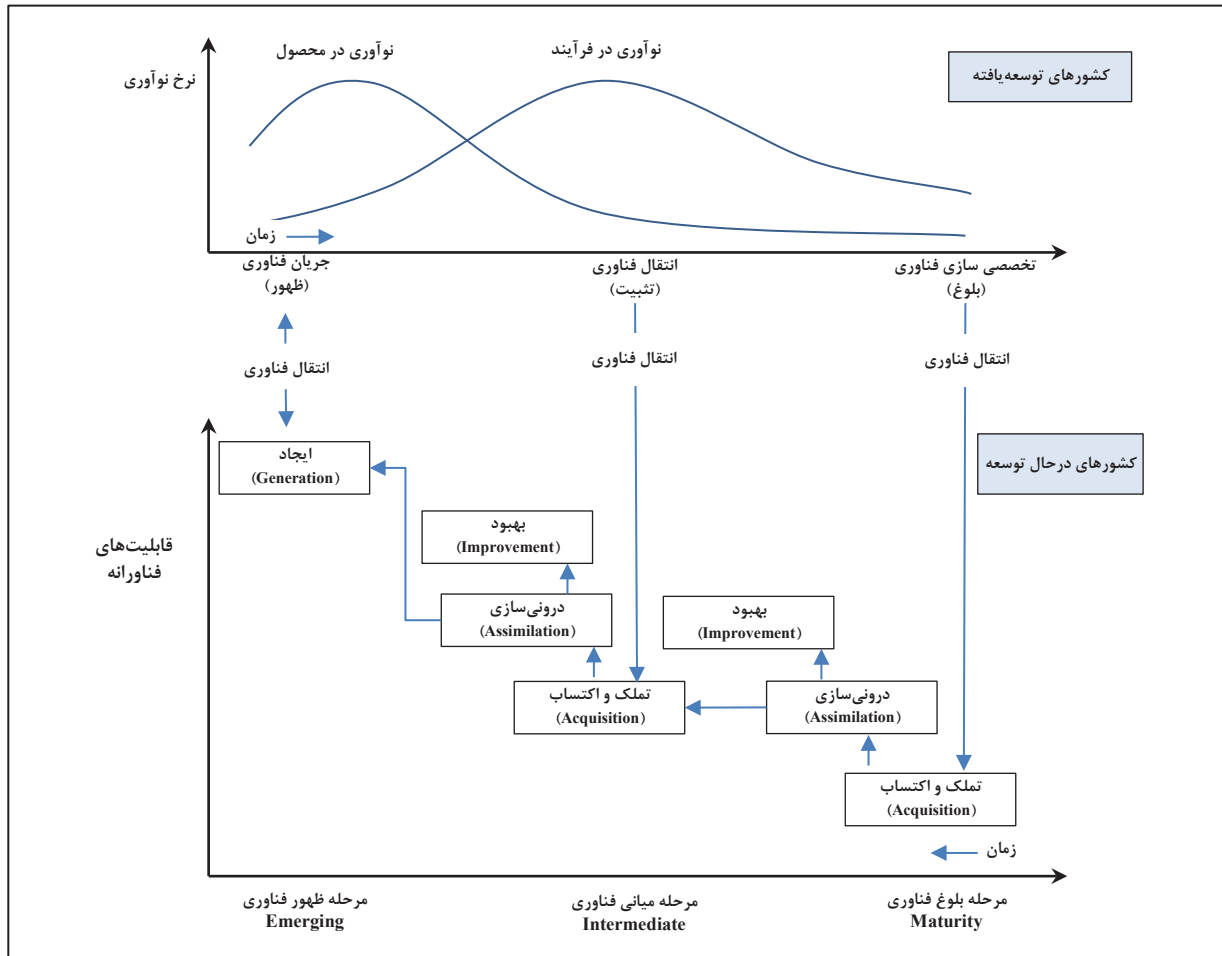 نوآوری در محصول
نوآوری در فرآیند
کشورهای توسعه‌یافته
نرخ نوآوری
زمان
جریان فناوری
(ظهور)
انتقال فناوری
(تثبیت)
تخصصی سازی فناوری
(بلوغ)
انتقال فناوری
انتقال فناوری
انتقال فناوری
کشورهای درحال توسعه
قابلیت‌های
فناورانه
ایجاد
(Generation)
بهبود
(Improvement)
درونی‌سازی
(Assimilation)
تملک و اکتساب
(Acquisition)
بهبود
(Improvement)
درونی‌سازی
(Assimilation)
تملک و اکتساب
(Acquisition)
زمان
مرحله ظهور فناوری
Emerging
مرحله میانی فناوری
Intermediate
مرحله بلوغ فناوری
Maturity